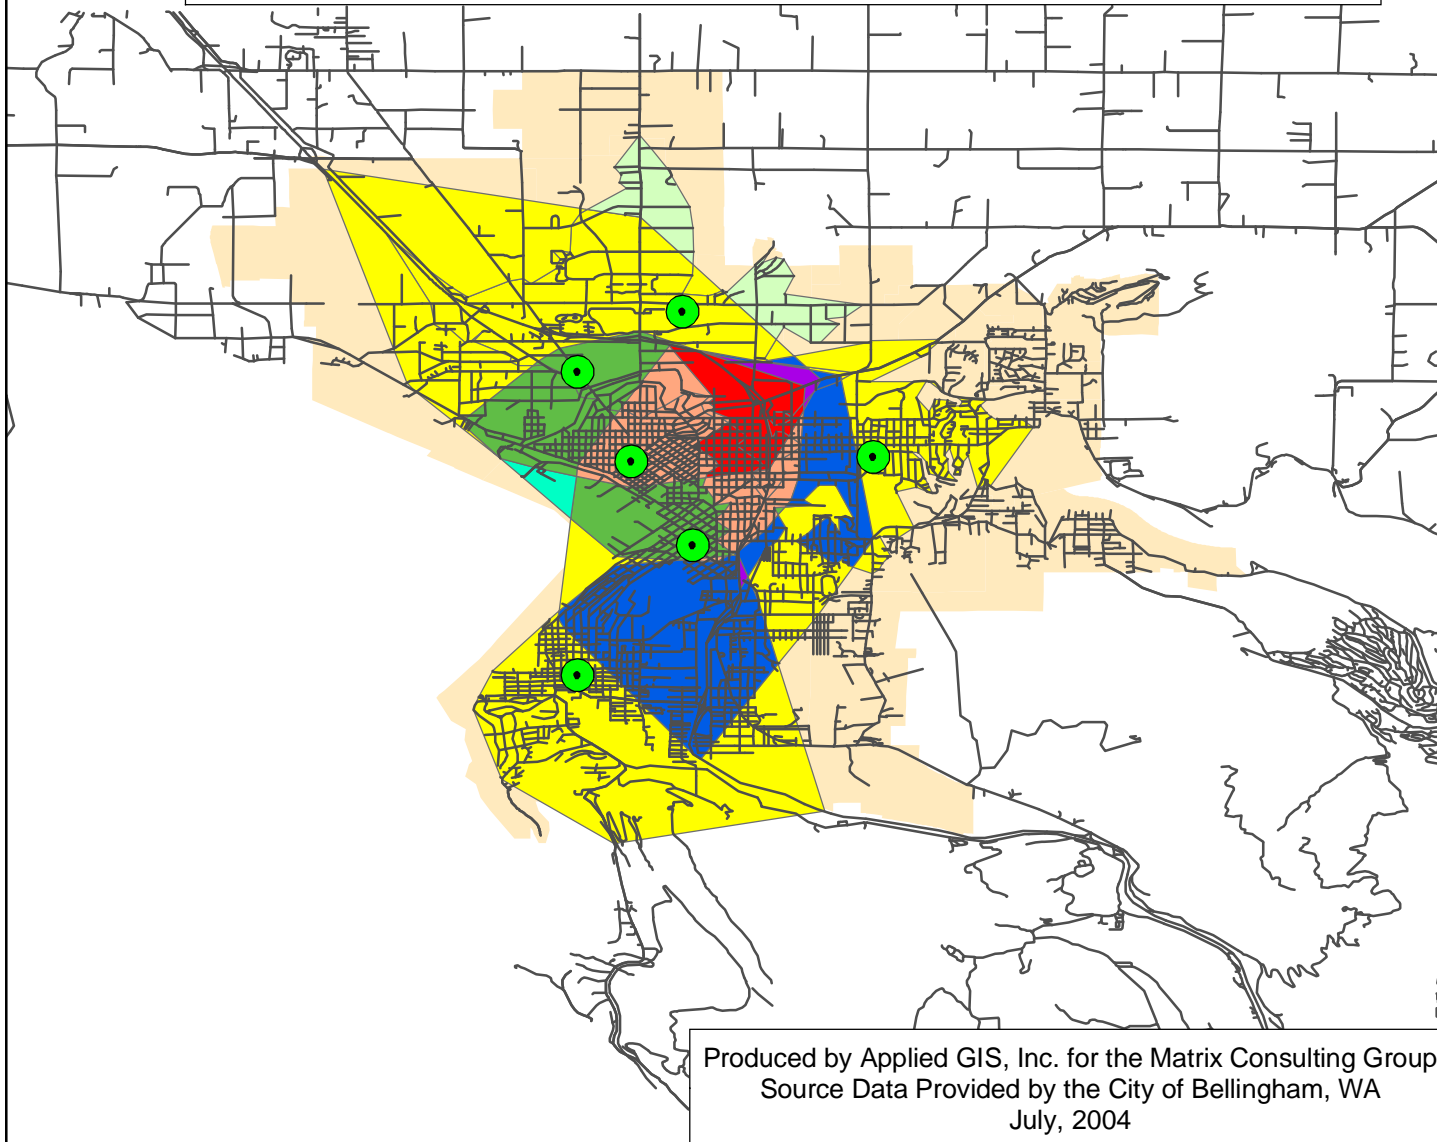 Produced by Applied GIS, Inc. for the Matrix Consulting Group
Source Data Provided by the City of Bellingham, WA
July, 2004